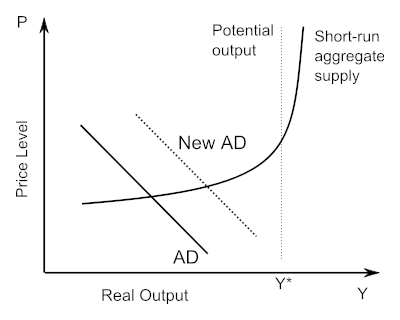 P
Potential
output
Short-run
aggregate
supply
New AD
Price Level
AD
Y*
Real Output
Y